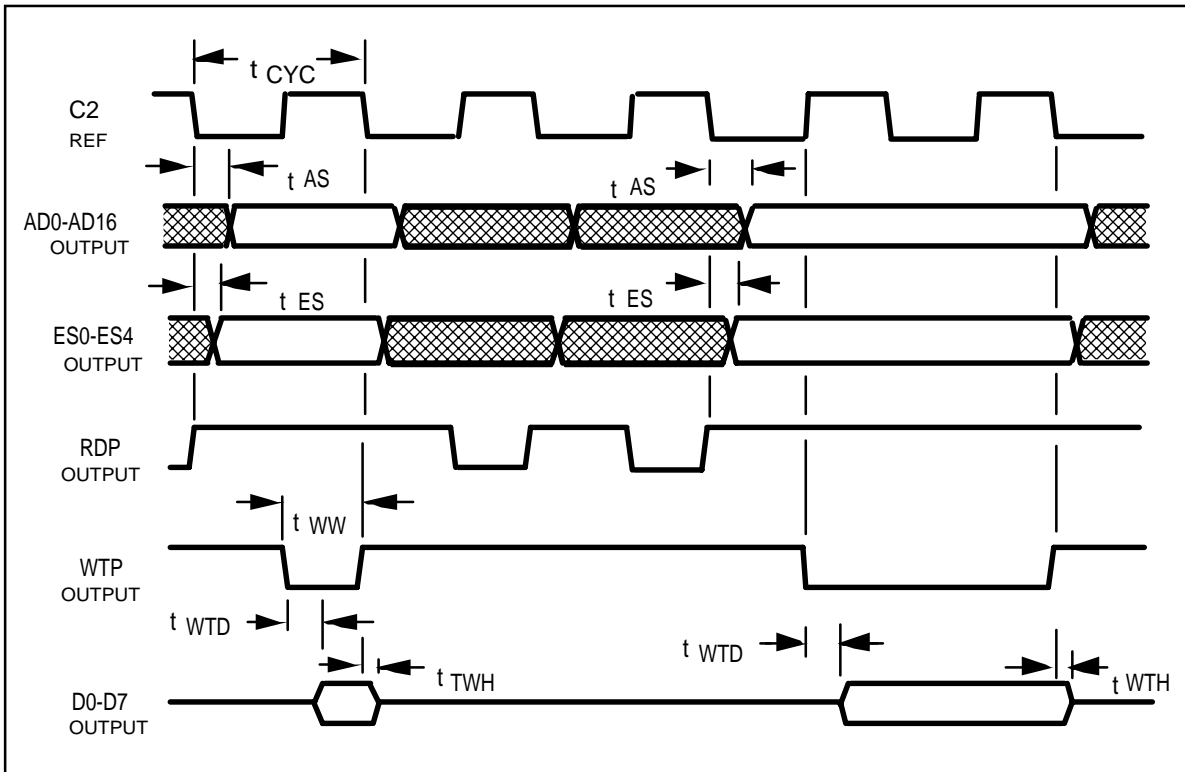 t CYC
C2
REF
t AS
t AS
AD0-AD16
OUTPUT
t ES
t ES
ES0-ES4
OUTPUT
RDP
OUTPUT
t WW
WTP
OUTPUT
t WTD
t WTD
t TWH
t WTH
D0-D7
OUTPUT